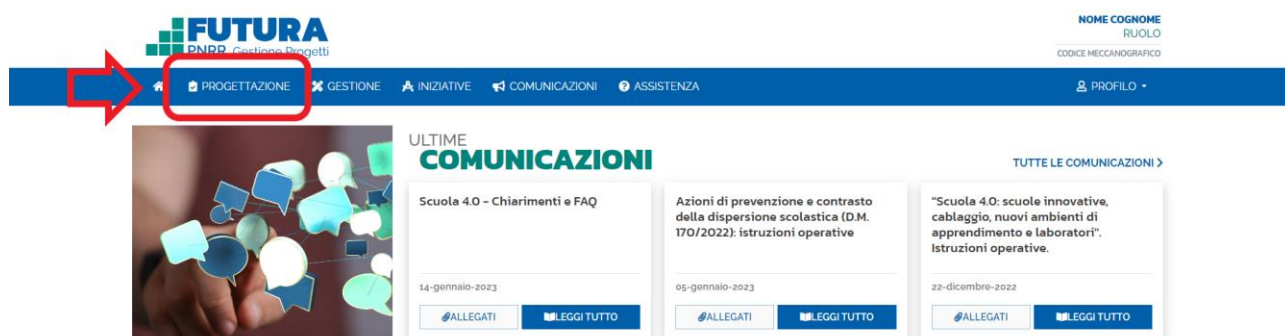 FUTURA
PNRR Gestione Progetti
NOME COGNOME
RUOLO
CODICE MECCANOGRAFICO
PROGETTAZIONE GESTIONE INIZIATIVE COMUNICAZIONI ASSISTENZA PROFILO
ULTIME
COMUNICAZIONI
TUTTE LE COMUNICAZIONI >
Scuola 4.0 - Chiarimenti e FAQ
14-gennaio-2023
ALLEGATI LEGGI TUTTO
Azioni di prevenzione e contrasto
della dispersione scolastica (D.M.
170/2022): istruzioni operative
05-gennaio-2023
ALLEGATI LEGGI TUTTO
"Scuola 4.0: scuole innovative,
cablaggio, nuovi ambienti di
apprendimento e laboratori".
Istruzioni operative.
22-dicembre-2022
ALLEGATI LEGGI TUTTO